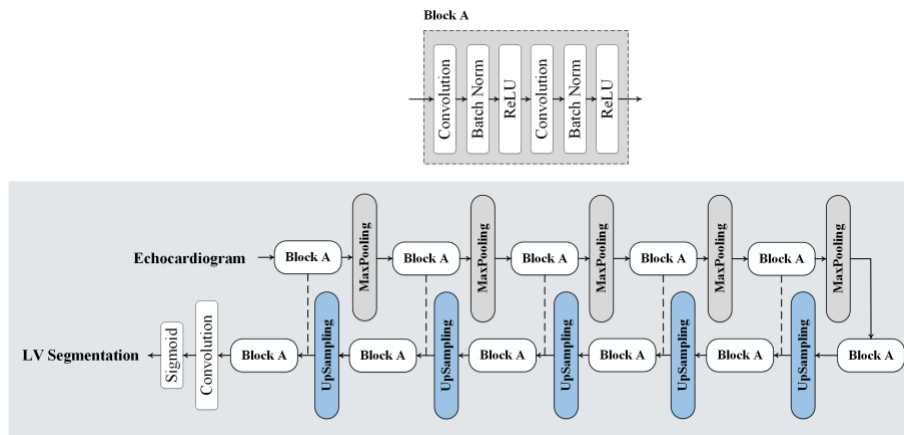 Block A
Convolution
Batch Norm
ReLU
Convolution
Batch Norm
ReLU
Echocardiogram
Block A
MaxPooling
Block A
MaxPooling
Block A
MaxPooling
Block A
MaxPooling
Block A
MaxPooling
LV Segmentation
Sigmoid
Convolution
Block A
UpSampling
Block A
UpSampling
Block A
UpSampling
Block A
UpSampling
Block A
UpSampling
Block A